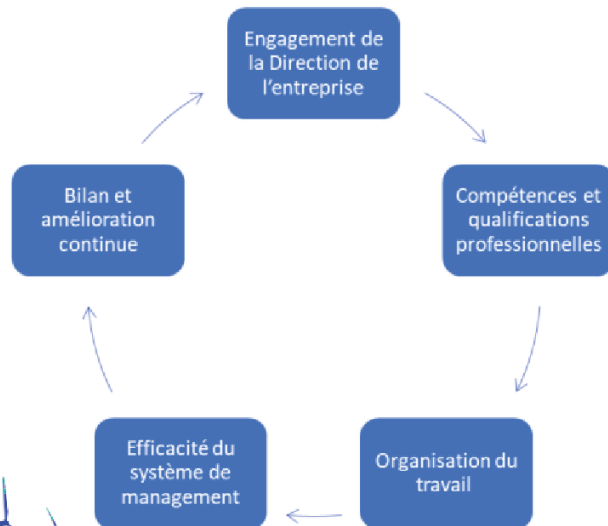 Engagement de
la Direction de
l'entreprise
Compétences et
qualifications
professionnelles
Organisation du
travail
Efficacité du
système de
management
Bilan et
amélioration
continue